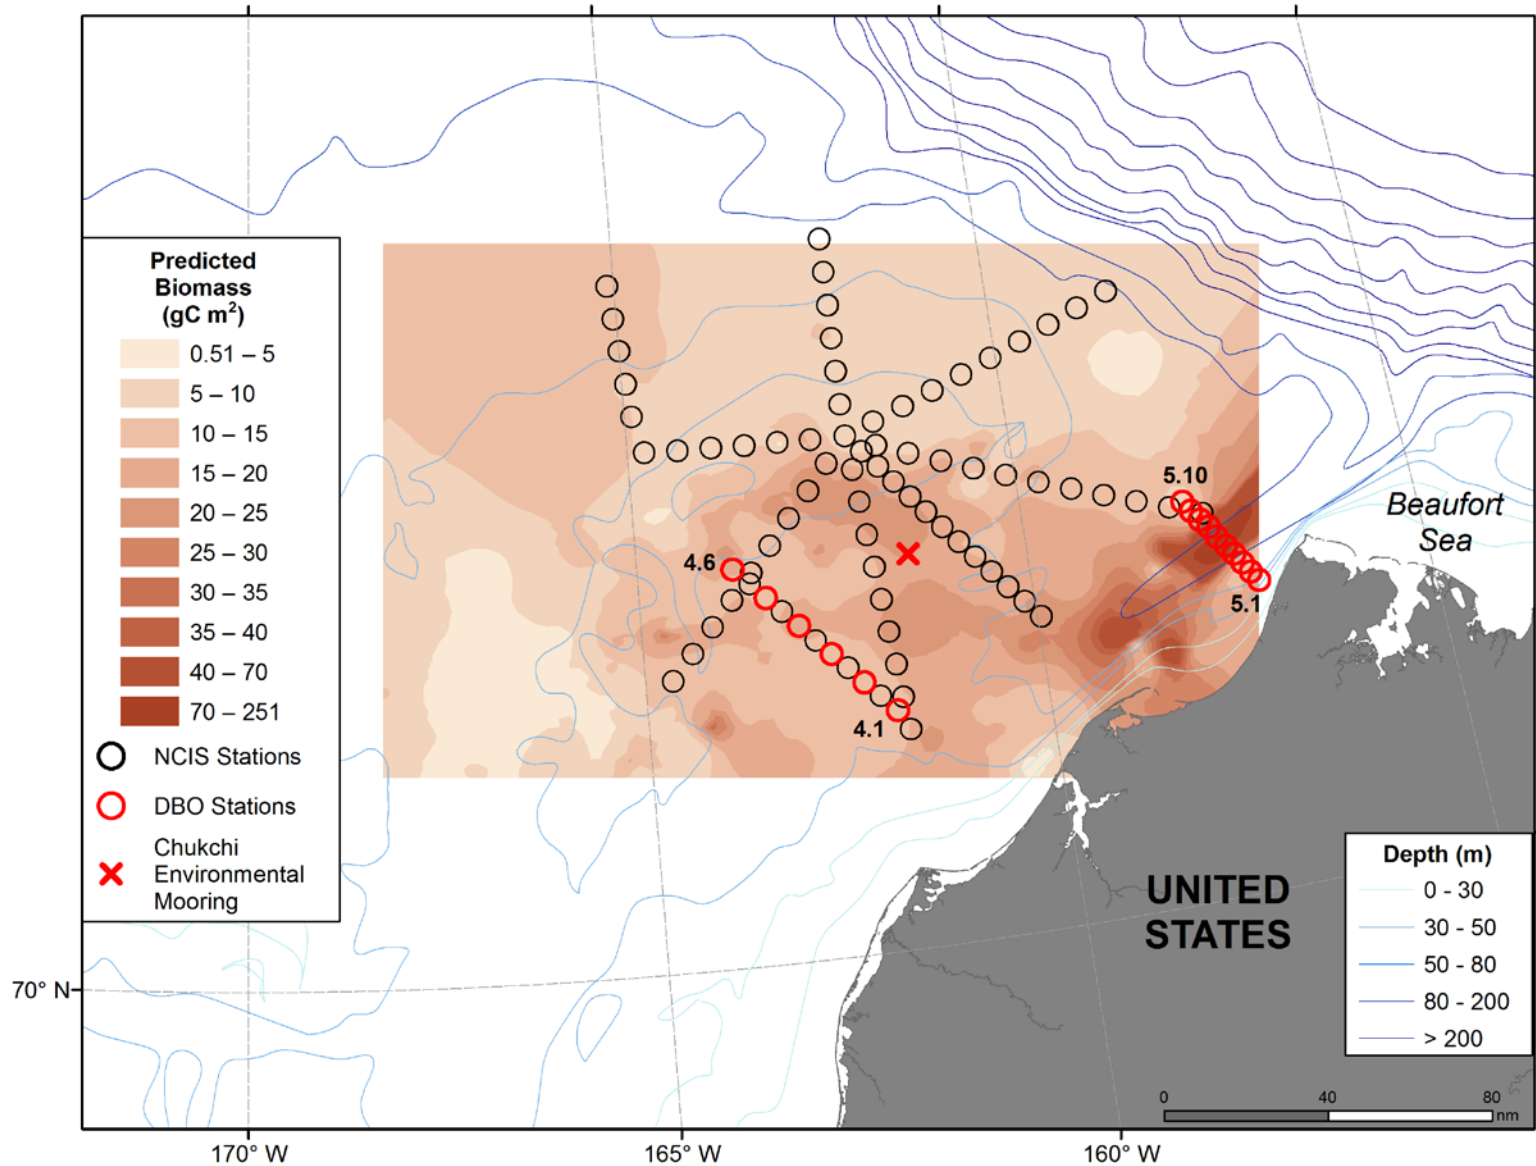 Predicted
Biomass
(gC m²)
0.51 – 5
5 – 10
10 – 15
15 – 20
20 – 25
25 – 30
30 – 35
35 – 40
40 – 70
70 – 251
NCIS Stations
DBO Stations
Chukchi
Environmental
Mooring
5.10
5.1
4.6
4.1
Beaufort
Sea
UNITED
STATES
Depth (m)
0 - 30
30 - 50
50 - 80
80 - 200
> 200
0 40 80
nm
70° N
170° W 165° W 160° W